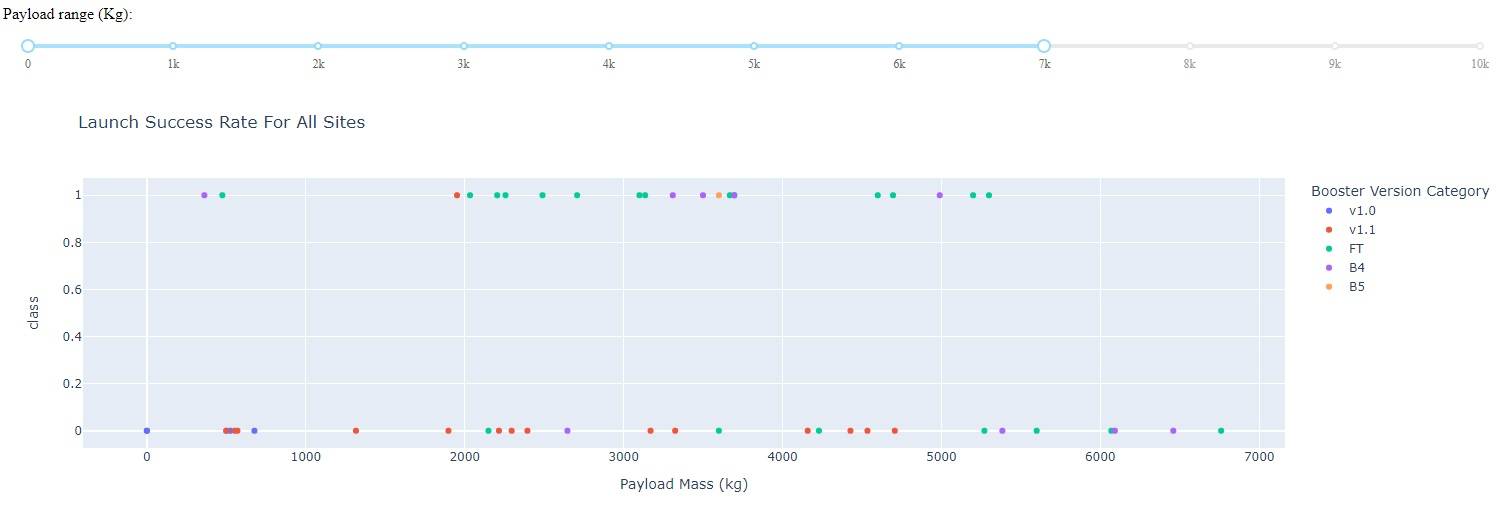 Payload range (Kg):
0 1k 2k 3k 4k 5k 6k 7k 8k 9k 10k
Launch Success Rate For All Sites
Booster Version Category
v1.0
v1.1
FT
B4
B5
1
0.8
0.6
0.4
0.2
0
class
0 1000 2000 3000 4000 5000 6000 7000
Payload Mass (kg)